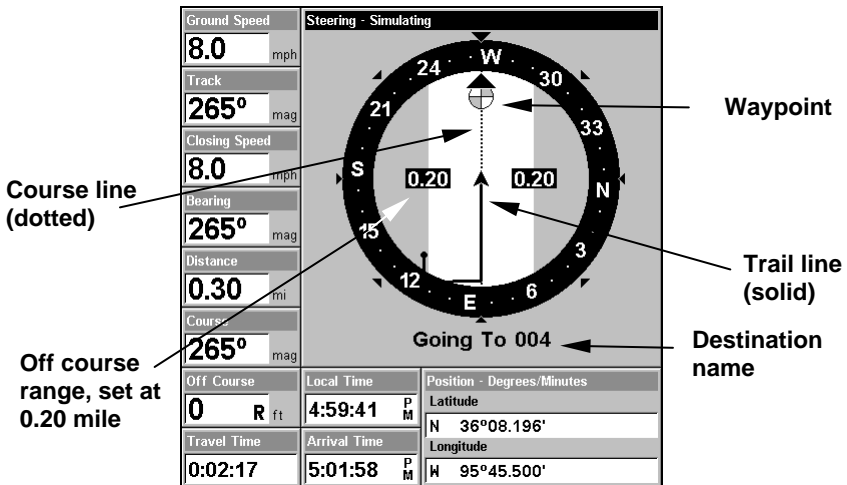 Ground Speed
8.0 mph
Track
265° mag
Closing Speed
8.0 mph
Bearing
265° mag
Distance
0.30 mi
Course
265° mag
Off Course
0 R ft
Travel Time
0:02:17
Steering - Simulating
W
30
33
N
3
6
E
12
15
S
21
24
0.20
0.20
Going To 004
Local Time
4:59:41 PM
Arrival Time
5:01:58 PM
Position - Degrees/Minutes
Latitude
N 36°08.196'
Longitude
W 95°45.500'
Course line
(dotted)
Off course
range, set at
0.20 mile
Waypoint
Trail line
(solid)
Destination
name